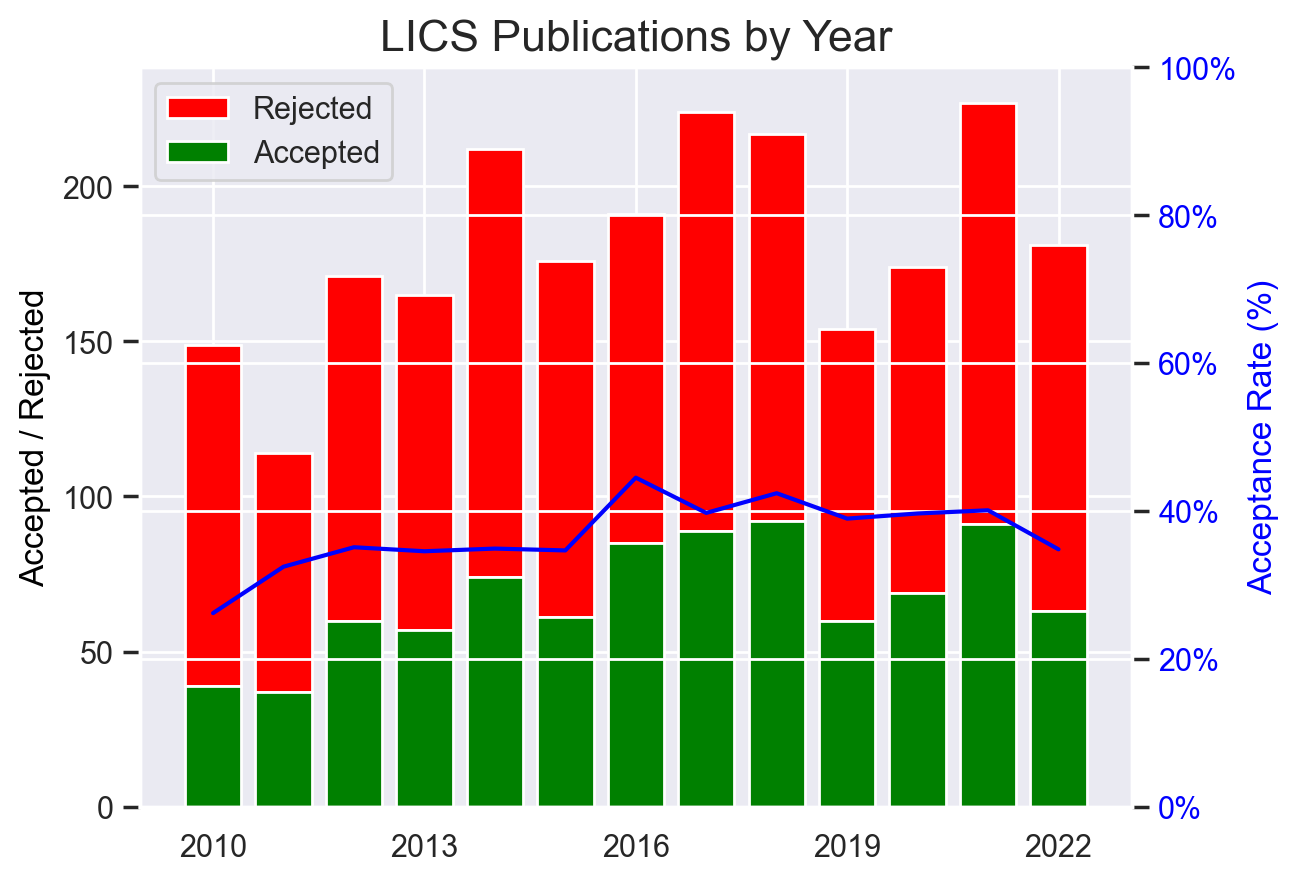 LICS Publications by Year
Rejected
Accepted
Accepted / Rejected
200
150
100
50
0
100%
80%
60%
40%
20%
0%
Acceptance Rate (%)
2010 2013 2016 2019 2022